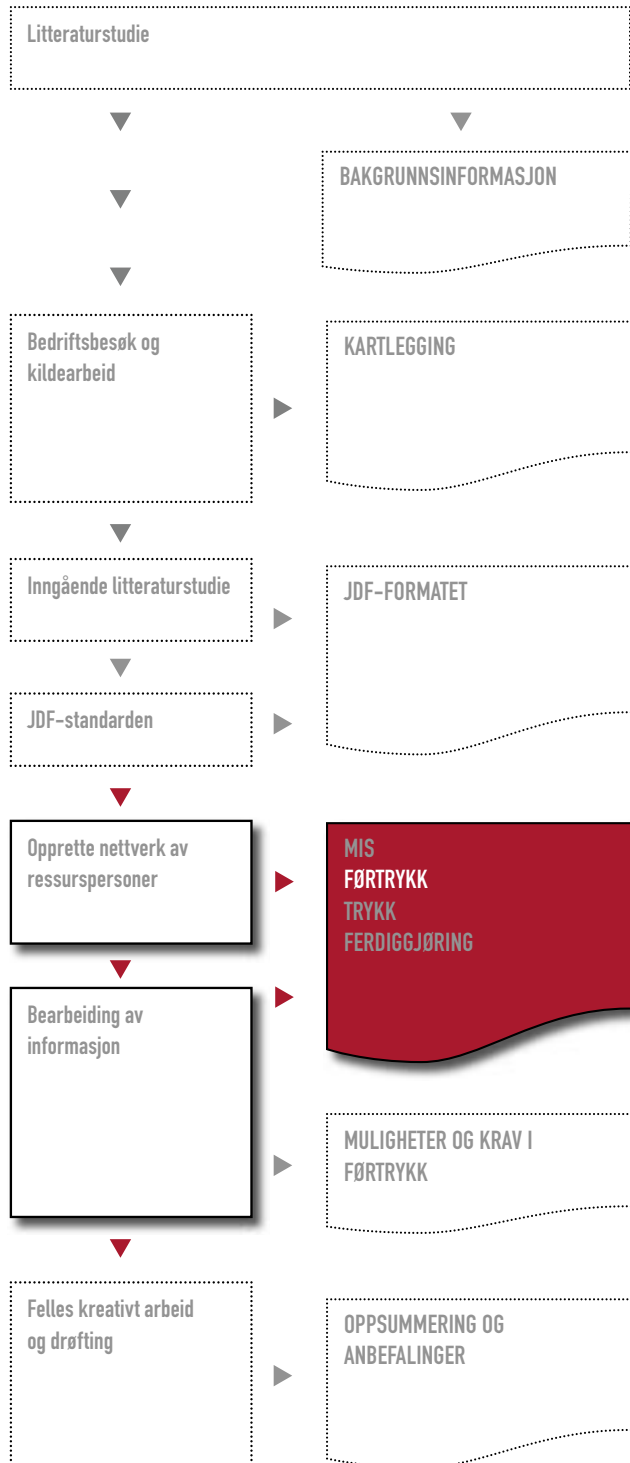 Litteraturstudie
BAKGRUNNSINFORMASJON
Bedriftsbesøk og
kildearbeid
KARTLEGGING
Inngående litteraturstudie
JDF-FORMATET
JDF-standarden
Opprette nettverk av
ressurspersoner
MIS
FØRTRYKK
TRYKK
FERDIGGJØRING
Bearbeiding av
informasjon
MULIGHETER OG KRAV I
FØRTRYKK
Felles kreativt arbeid
og drøfting
OPPSUMMERING OG
ANBEFALINGER